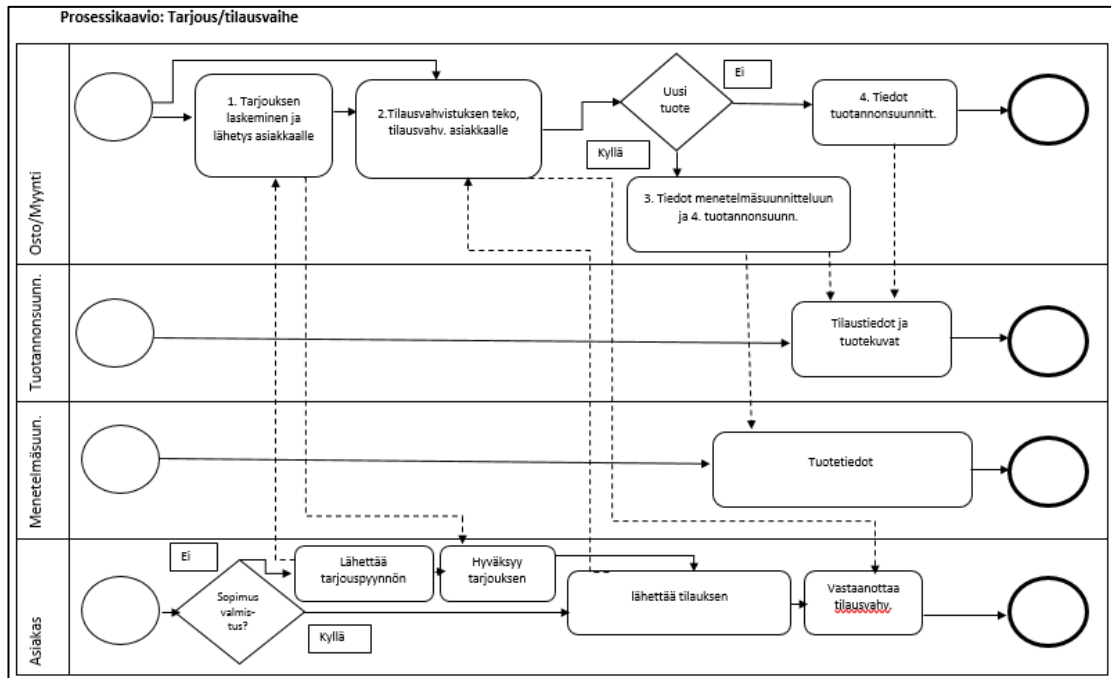 Prosessikaavio: Tarjous/tilausvaihe
Osto/Myynti
1. Tarjouksen
laskeminen ja
lähetys asiakkaalle
2.Tilausvahvistuksen teko,
tilausvahv. asiakkaalle
Uusi
tuote
Ei
Kyllä
4. Tiedot
tuotannonsuunnitt.
3. Tiedot menetelmäsuunnitteluun
ja 4. tuotannonsuunn.
Tuotannonsuunn.
Tilaustiedot ja
tuotekuvat
Menetelmäsuun.
Tuotetiedot
Asiakas
Sopimus
valmis-
tus?
Ei
Kyllä
Lähettää
tarjouspyynnön
Hyväksyy
tarjouksen
lähettää tilauksen
Vastaanottaa
tilausvahv.